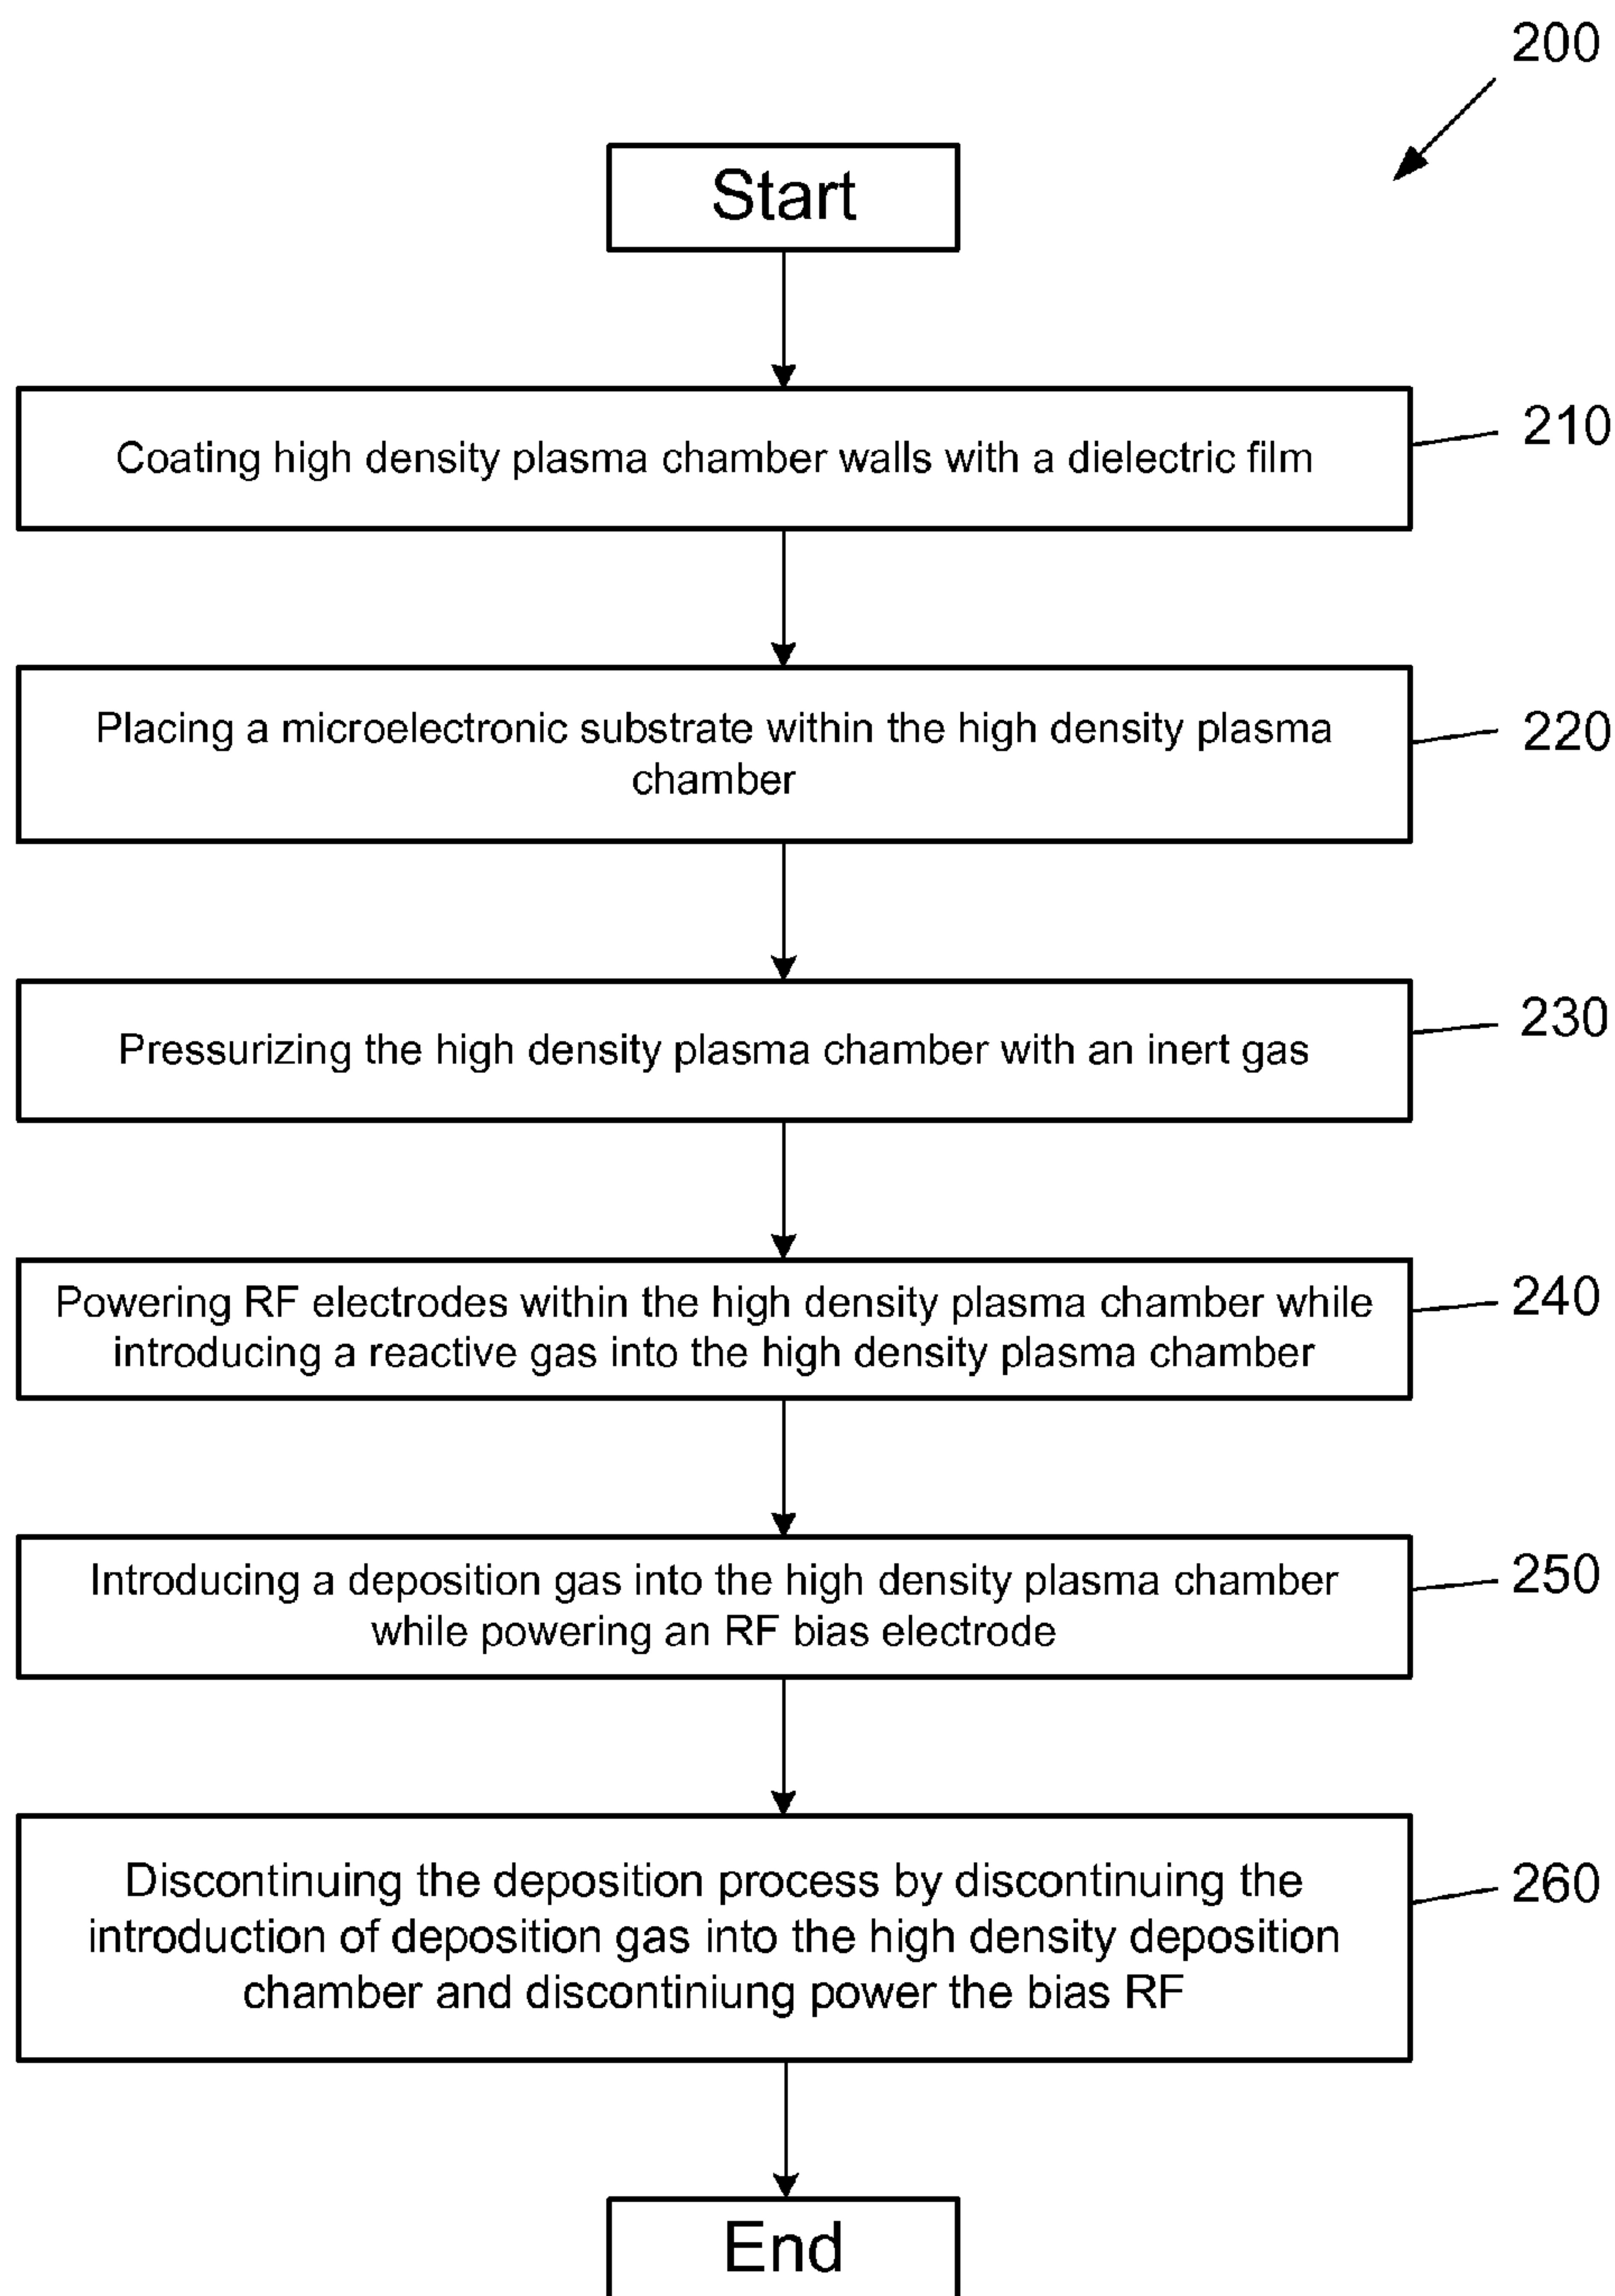 200
Start
Coating high density plasma chamber walls with a dielectric film
210
Placing a microelectronic substrate within the high density plasma
chamber
220
Pressurizing the high density plasma chamber with an inert gas
230
Powering RF electrodes within the high density plasma chamber while
introducing a reactive gas into the high density plasma chamber
240
Introducing a deposition gas into the high density plasma chamber
while powering an RF bias electrode
250
Discontinuing the deposition process by discontinuing the
introduction of deposition gas into the high density deposition
chamber and discontiniung power the bias RF
260
End